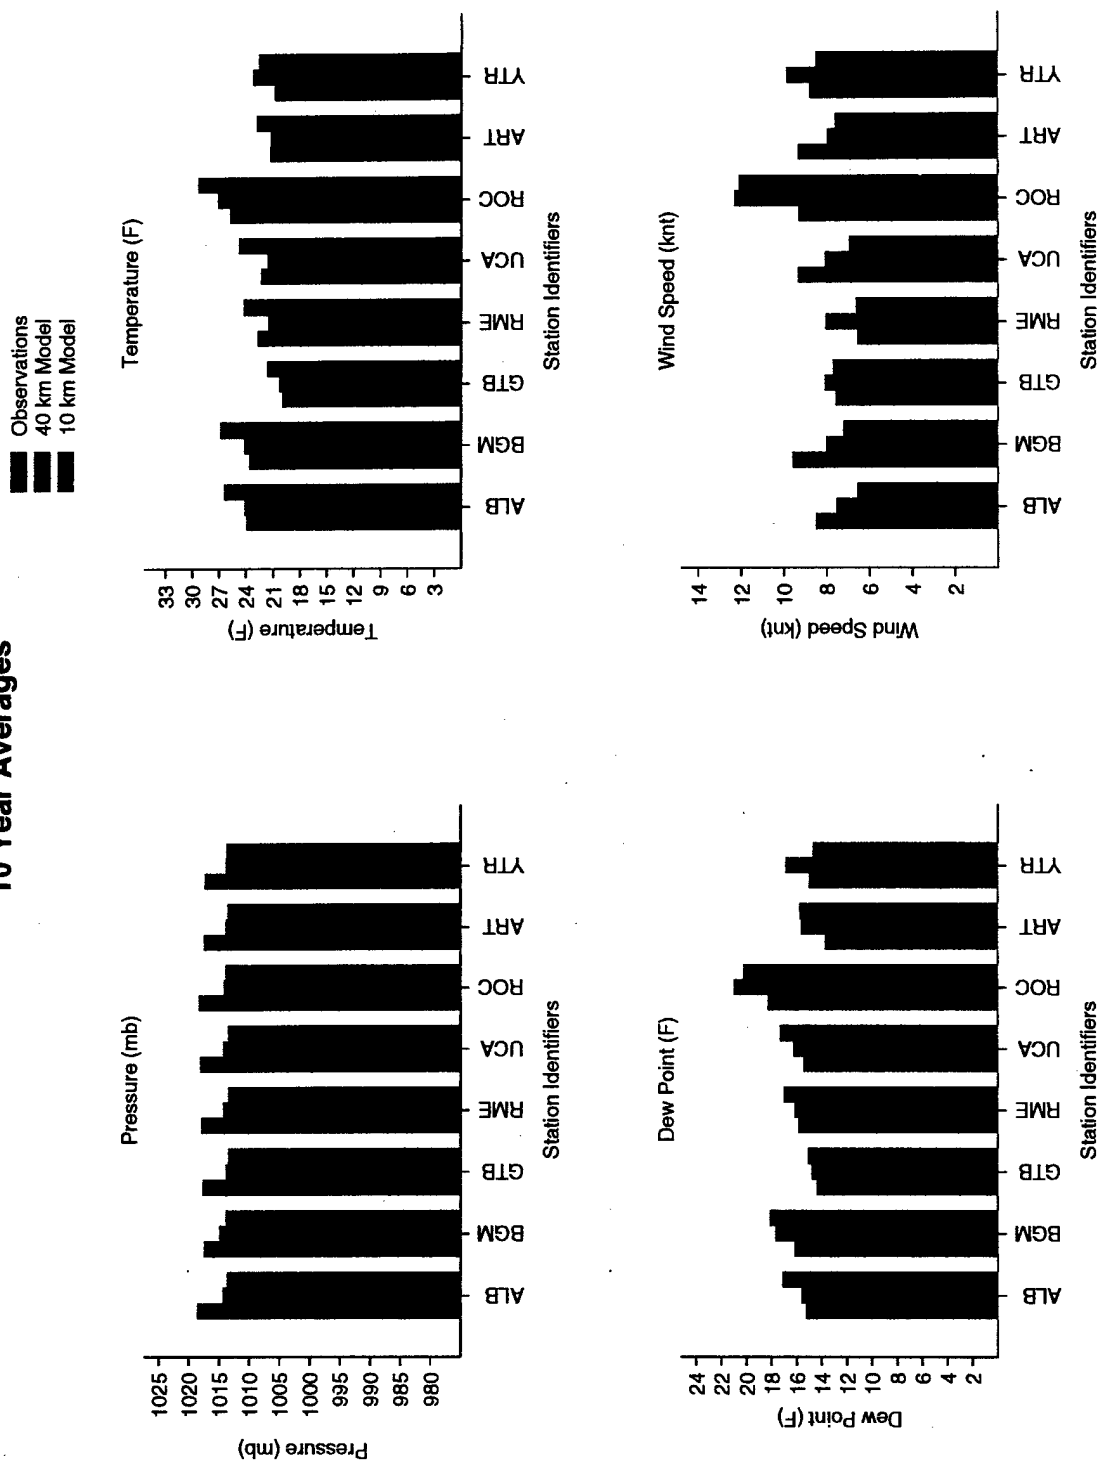 10 Year Averages
Observations
40 km Model
10 km Model
Pressure (mb)
Pressure (mb)
1025
1020
1015
1010
1005
1000
995
990
985
980
ALB BGM GTB RME UCA ROC ART YTR
Station Identifiers
Temperature (F)
Temperature (F)
33
30
27
24
21
18
15
12
9
6
3
ALB BGM GTB RME UCA ROC ART YTR
Station Identifiers
Dew Point (F)
Dew Point (F)
24
22
20
18
16
14
12
10
8
6
4
2
ALB BGM GTB RME UCA ROC ART YTR
Station Identifiers
Wind Speed (knt)
Wind Speed (knt)
14
12
10
8
6
4
2
ALB BGM GTB RME UCA ROC ART YTR
Station Identifiers